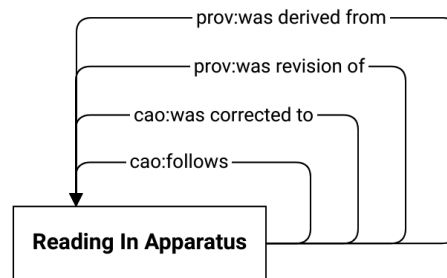 prov:was derived from
prov:was revision of
cao:was corrected to
cao:follows
Reading In Apparatus